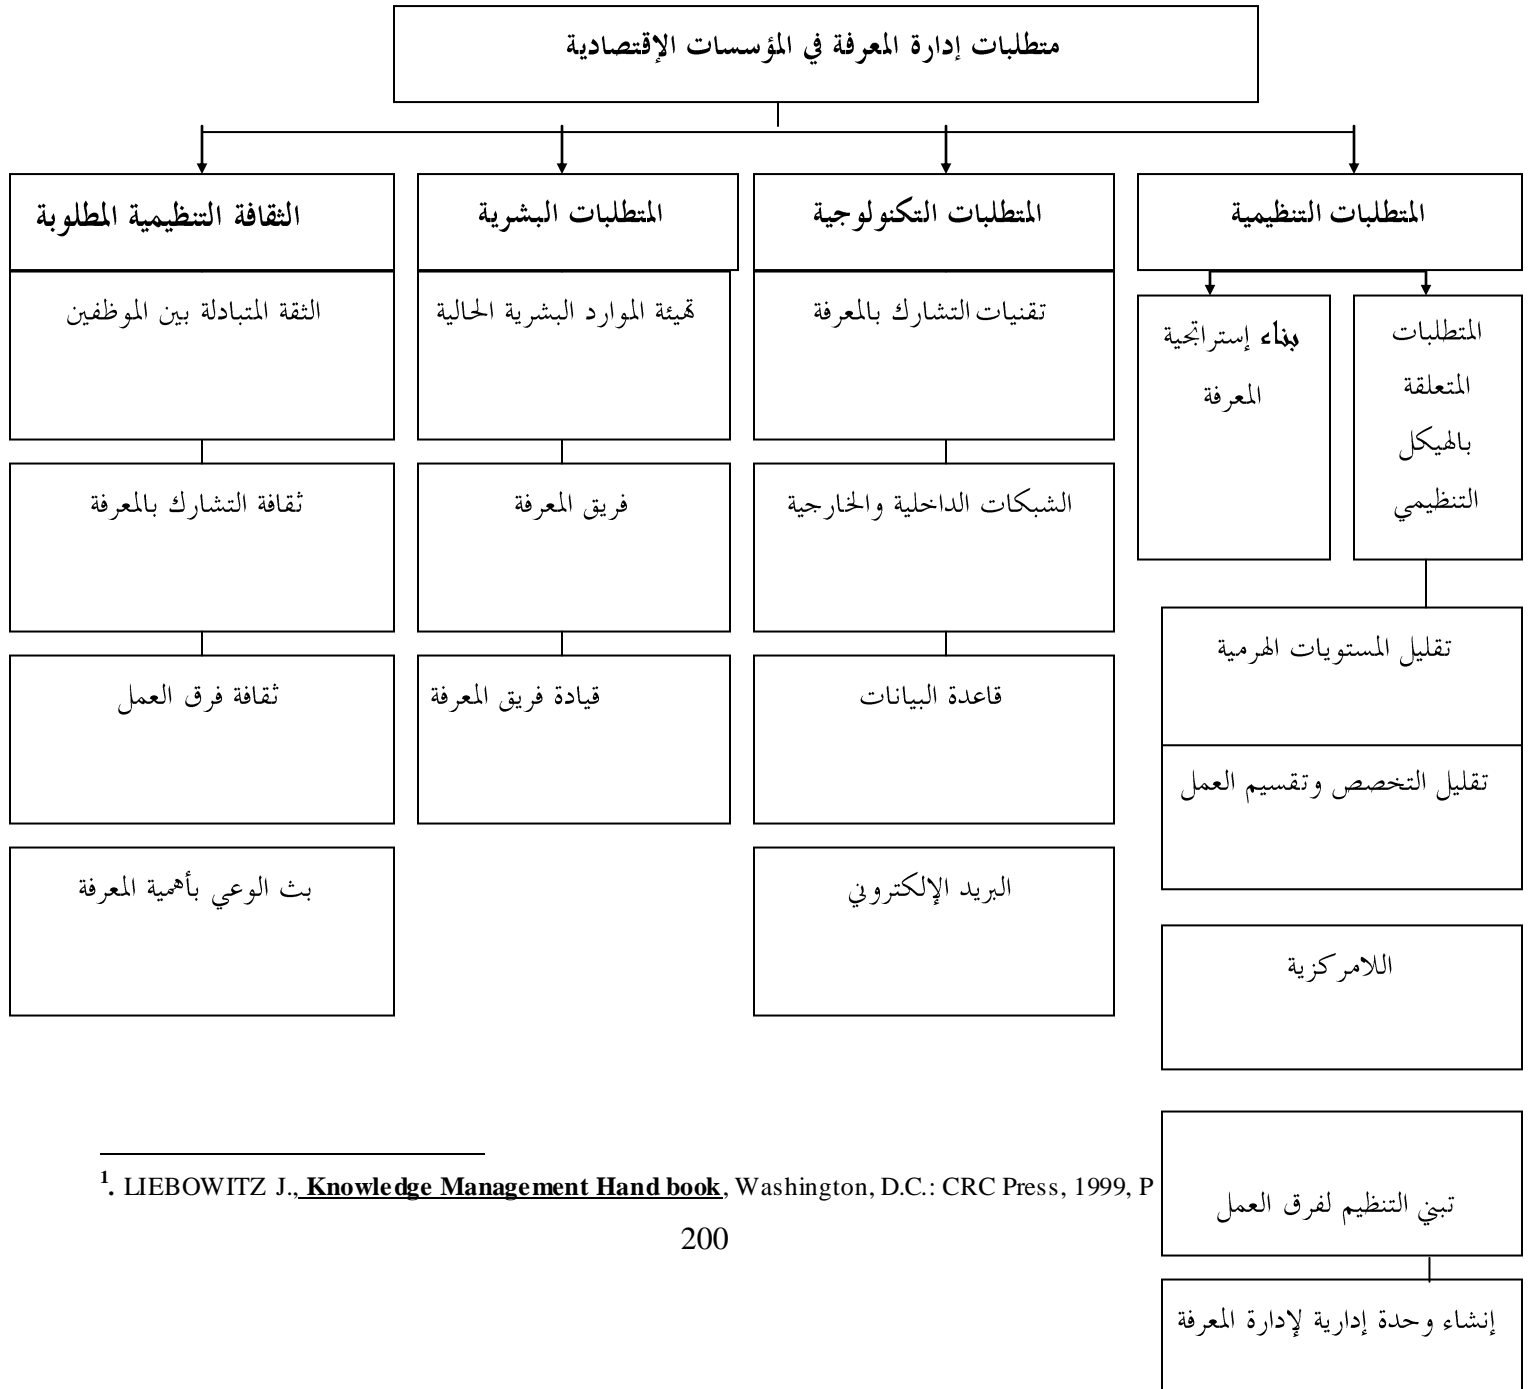 متطلبات إدارة المعرفة في المؤسسات الإقتصادية
المتطلبات التنظيمية
المتطلبات التكنولوجية
المتطلبات البشرية
الثقافة التنظيمية المطلوبة
المتطلبات
المتعلقة
بالهيكل
التنظيمي
بناء إستراتجية
المعرفة
تقليل المستويات الهرمية
تقليل التخصص وتقسيم العمل
اللامركزية
تبني التنظيم لفرق العمل
إنشاء وحدة إدارية لإدارة المعرفة
تقنيات التشارك بالمعرفة
الشبكات الداخلية والخارجية
قاعدة البيانات
البريد الإلكتروني
تهيئة الموارد البشرية الحالية
فريق المعرفة
قيادة فريق المعرفة
الثقة المتبادلة بين الموظفين
ثقافة التشارك بالمعرفة
ثقافة فرق العمل
بث الوعي بأهمية المعرفة
1. LIEBOWITZ J., Knowledge Management Hand book, Washington, D.C.: CRC Press, 1999, P
200